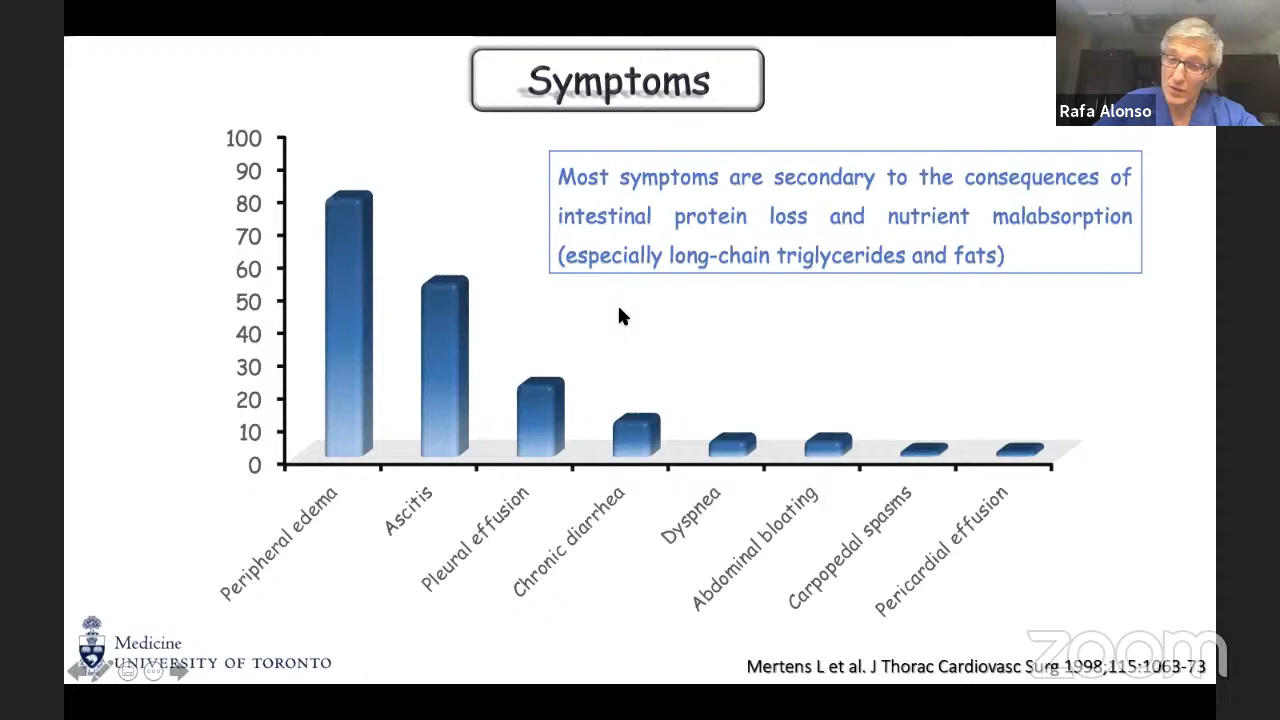 Symptoms
Rafa Alonso
Most symptoms are secondary to the consequences of
intestinal protein loss and nutrient malabsorption
(especially long-chain triglycerides and fats)
100
90
80
70
60
50
40
30
20
10
0
Peripheral edema
Ascitis
Pleural effusion
Chronic diarrhea
Dyspnea
Abdominal bloating
Carpopedal spasms
Pericardial effusion
Medicine
UNIVERSITY OF TORONTO
zoom
Mertens L et al. J Thorac Cardiovasc Surg 1998;115:1063-73